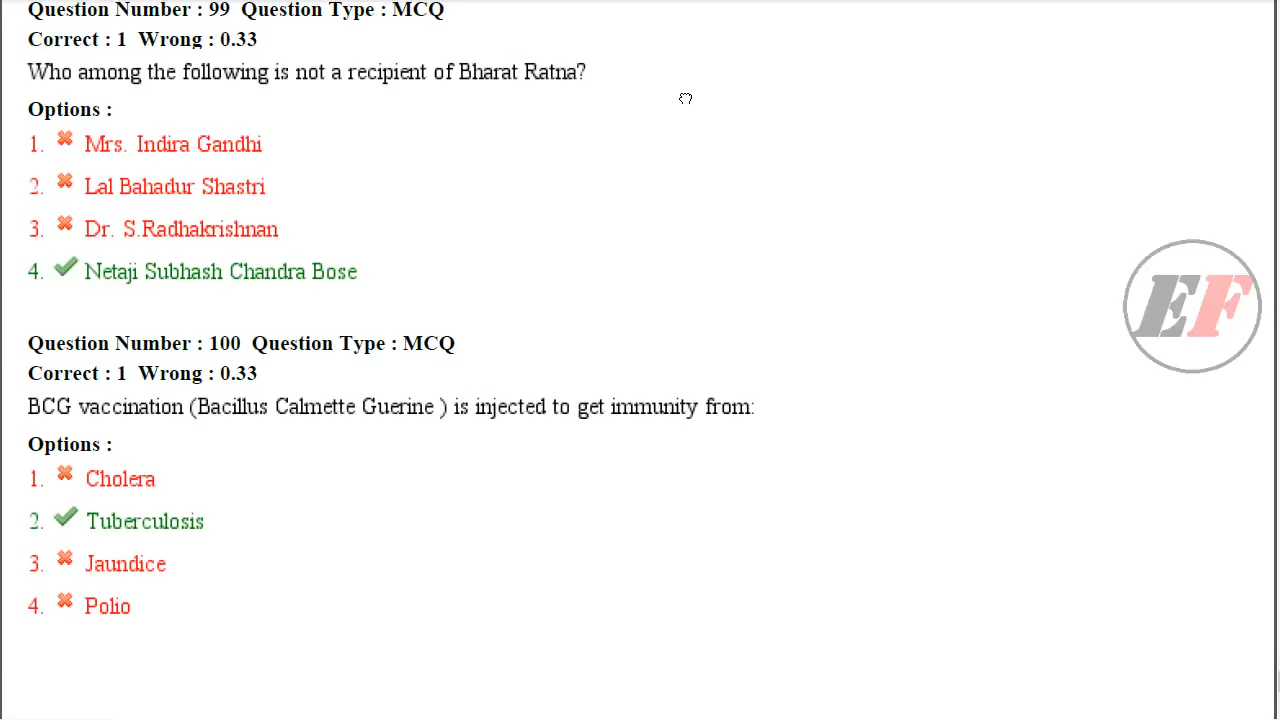 Question Number : 99 Question Type : MCQ
Correct : 1 Wrong : 0.33
Who among the following is not a recipient of Bharat Ratna?
Options :
1. Mrs. Indira Gandhi
2. Lal Bahadur Shastri
3. Dr. S.Radhakrishnan
4. Netaji Subhash Chandra Bose
EF
Question Number : 100 Question Type : MCQ
Correct : 1 Wrong : 0.33
BCG vaccination (Bacillus Calmette Guerine ) is injected to get immunity from:
Options :
1. Cholera
2. Tuberculosis
3. Jaundice
4. Polio